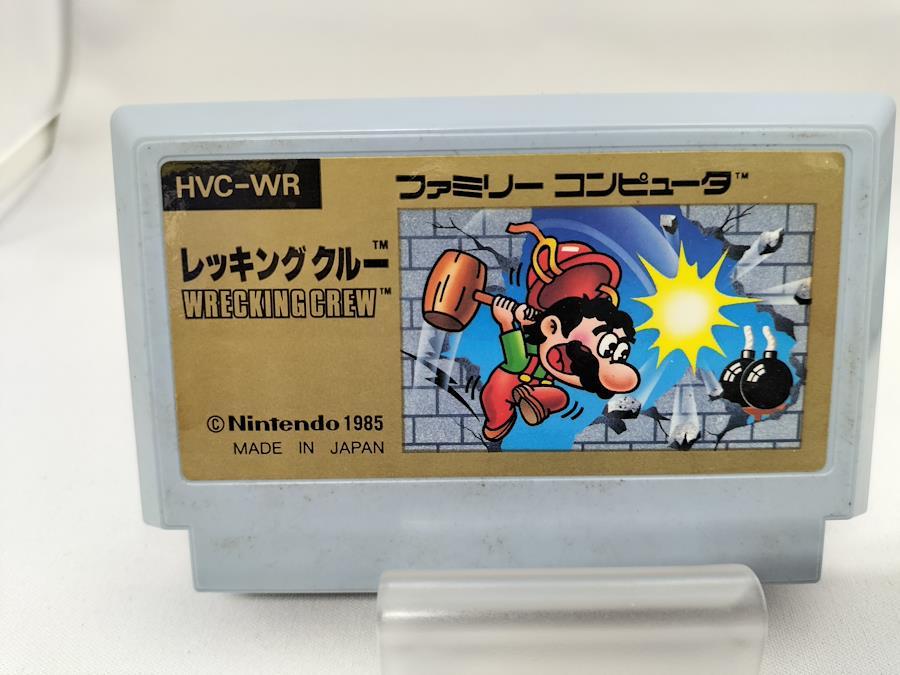 HVC-WR
ファミリー コンピュータ™
レッキングクルー™
WRECKING CREW™
©Nintendo 1985
MADE IN JAPAN